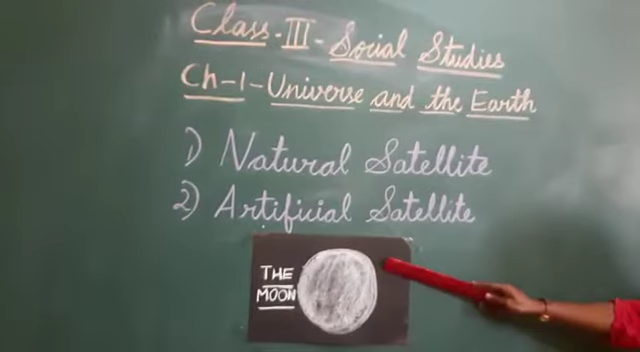 Class-III-Social Studies
Ch-1-Universe and the Earth
1) Natural Satellite
2) Artificial Satellite
THE
MOON